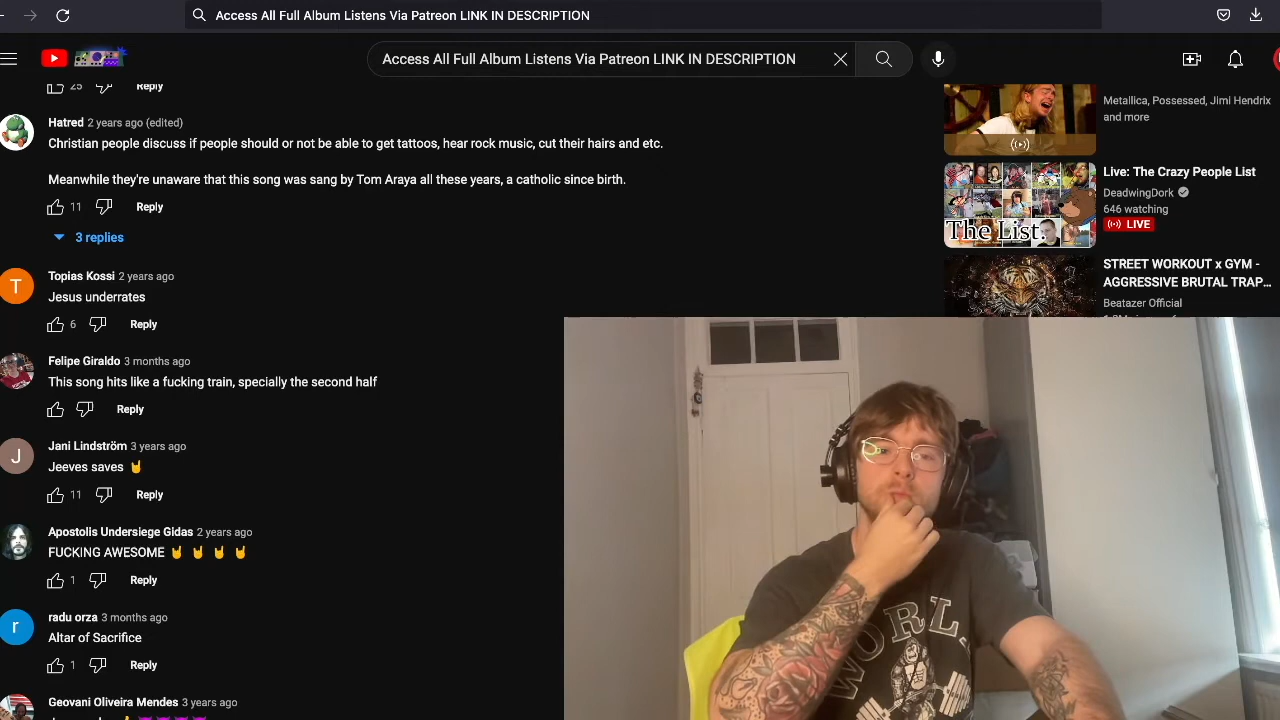 Access All Full Album Listens Via Patreon LINK IN DESCRIPTION
Access All Full Album Listens Via Patreon LINK IN DESCRIPTION
25 Reply
Hatred 2 years ago (edited)
Christian people discuss if people should or not be able to get tattoos, hear rock music, cut their hairs and etc.
Meanwhile they're unaware that this song was sang by Tom Araya all these years, a catholic since birth.
11 Reply
3 replies
T
Topias Kossi 2 years ago
Jesus underrates
6 Reply
Felipe Giraldo 3 months ago
This song hits like a fucking train, specially the second half
Reply
J
Jani Lindström 3 years ago
Jeeves saves 🤘
11 Reply
Apostolis Undersiege Gidas 2 years ago
FUCKING AWESOME 🤘 🤘 🤘 🤘
1 Reply
r
radu orza 3 months ago
Altar of Sacrifice
1 Reply
Geovani Oliveira Mendes 3 years ago
Metallica, Possessed, Jimi Hendrix
and more
The List.
Live: The Crazy People List
DeadwingDork
646 watching
LIVE
STREET WORKOUT x GYM -
AGGRESSIVE BRUTAL TRAP...
Beatazer Official
WORL